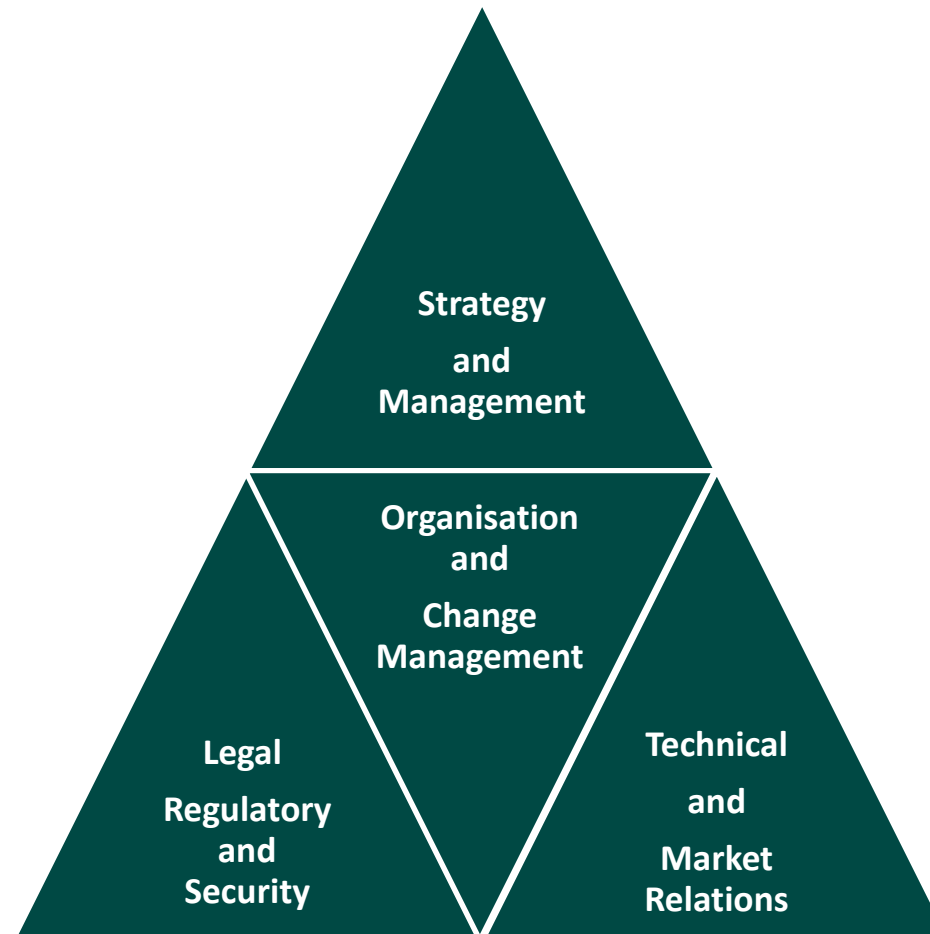 Strategy
and
Management
Organisation
and
Change
Management
Legal
Regulatory
and
Security
Technical
and
Market
Relations